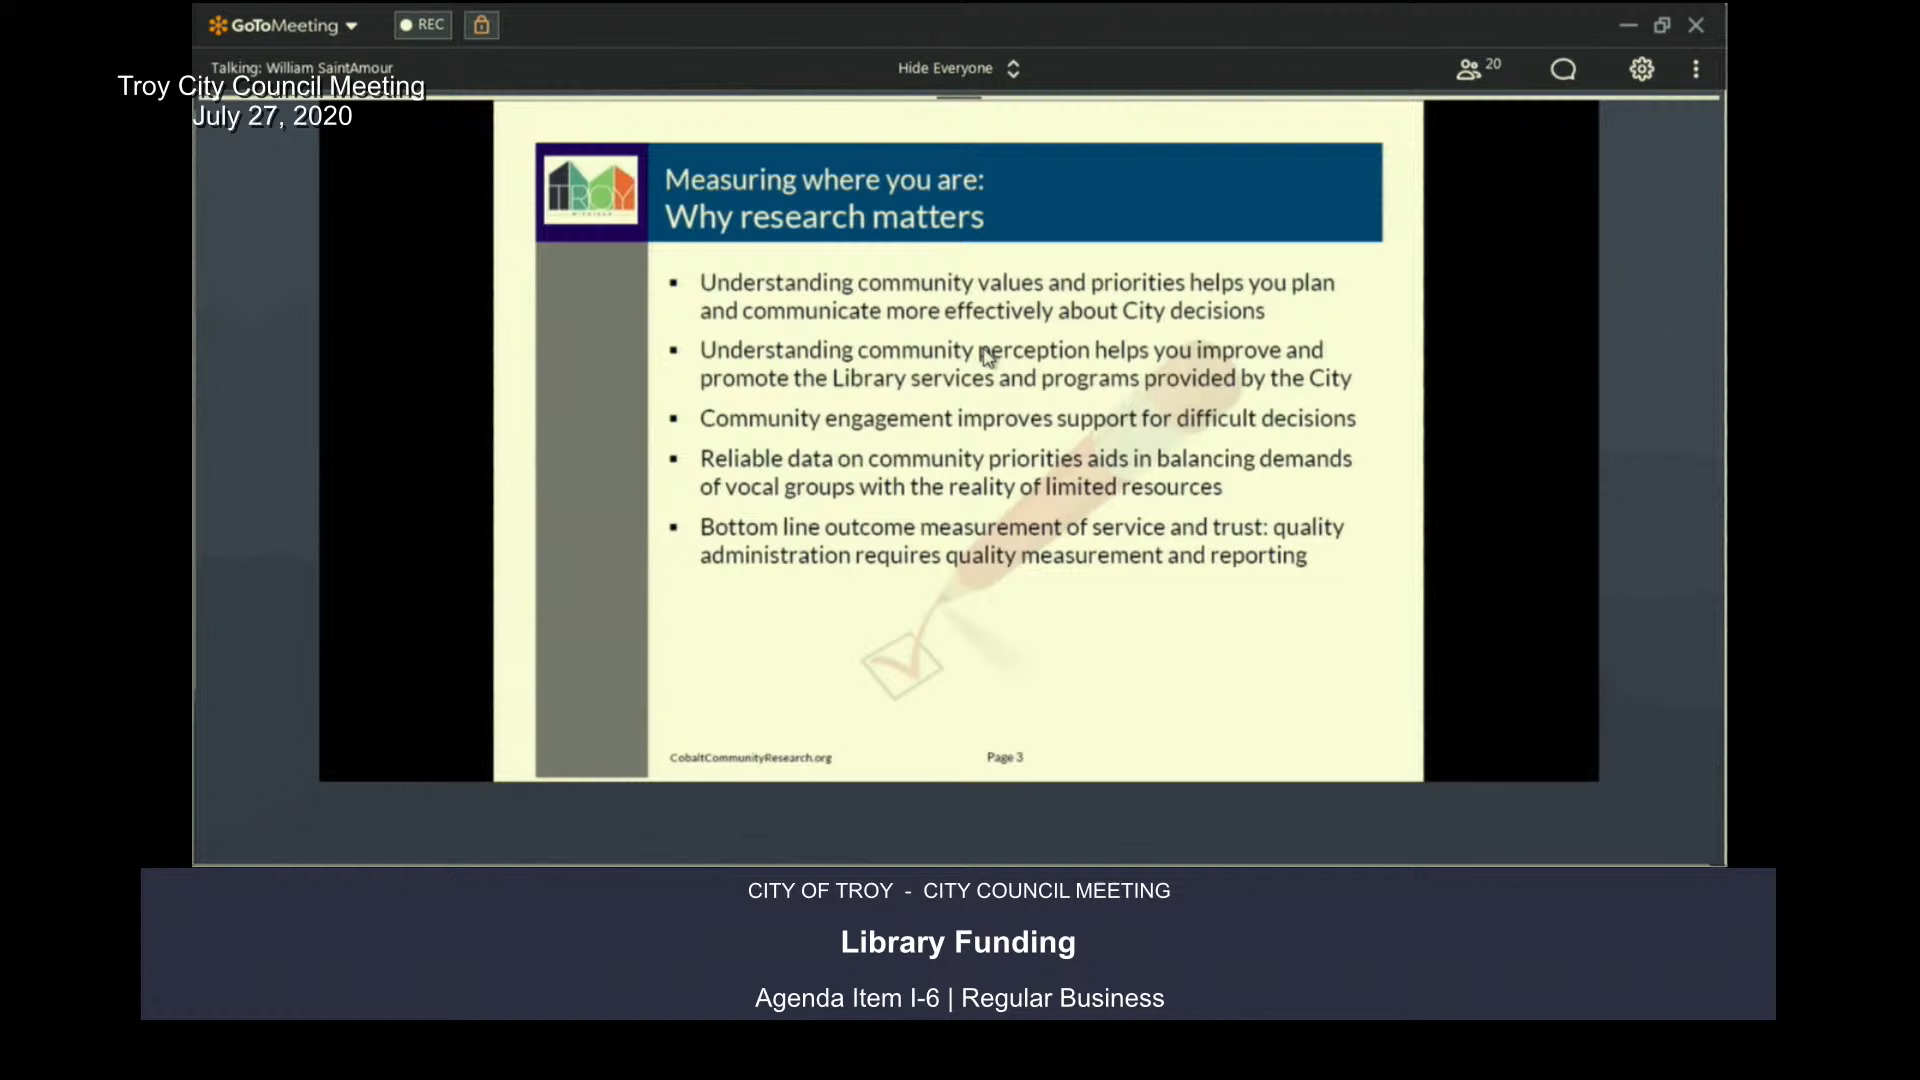 GoToMeeting
REC
Talking: William SaintAmour
Hide Everyone
20
Troy City Council Meeting
July 27, 2020
TROY
MICHIGAN
Measuring where you are:
Why research matters
▪ Understanding community values and priorities helps you plan
and communicate more effectively about City decisions
▪ Understanding community perception helps you improve and
promote the Library services and programs provided by the City
▪ Community engagement improves support for difficult decisions
▪ Reliable data on community priorities aids in balancing demands
of vocal groups with the reality of limited resources
▪ Bottom line outcome measurement of service and trust: quality
administration requires quality measurement and reporting
CobaltCommunityResearch.org
Page 3
CITY OF TROY - CITY COUNCIL MEETING
Library Funding
Agenda Item I-6 | Regular Business